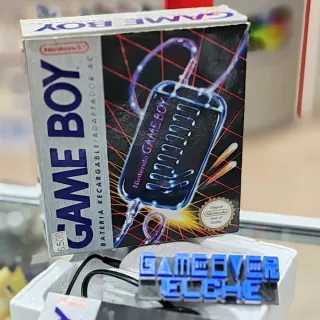 GAME BOY
Nintendo
GAME BOY
BATERIA RECARGABLE/ADAPTADOR AC
Nintendo GAME BOY
GAMEOVER
ELCHE